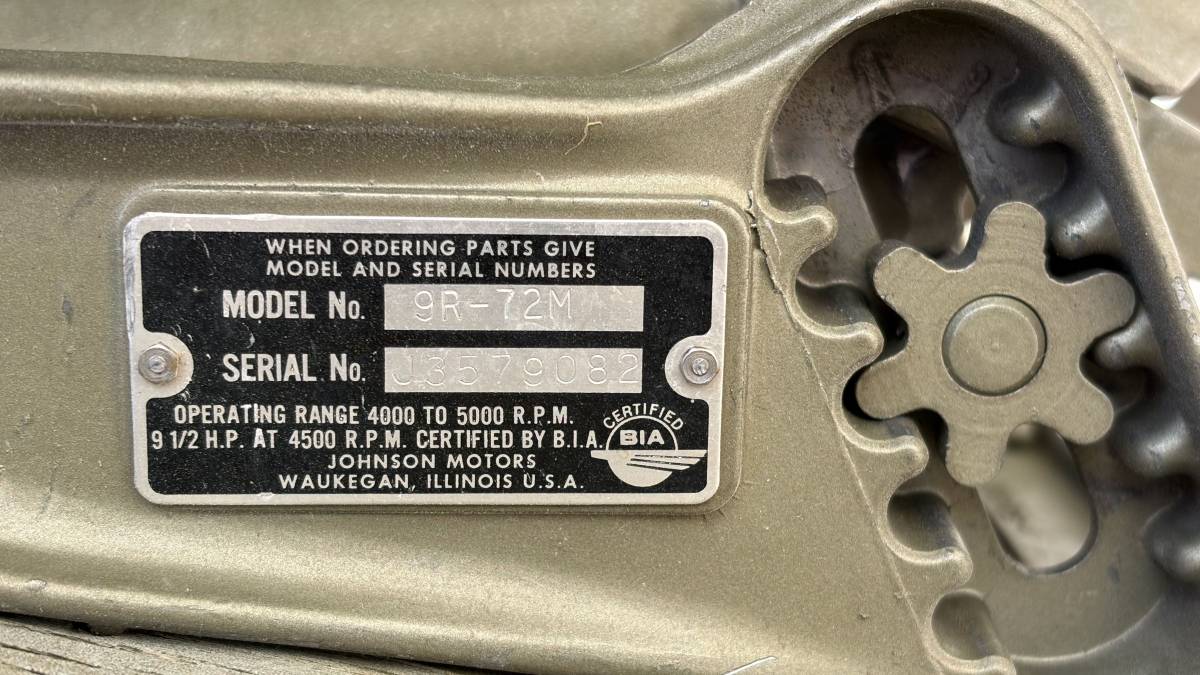 WHEN ORDERING PARTS GIVE
MODEL AND SERIAL NUMBERS
MODEL No. 9R-72M
SERIAL No. J3579082
OPERATING RANGE 4000 TO 5000 R.P.M.
9 1/2 H.P. AT 4500 R.P.M. CERTIFIED BY B.I.A.
JOHNSON MOTORS
WAUKEGAN, ILLINOIS U.S.A.
CERTIFIED
BIA